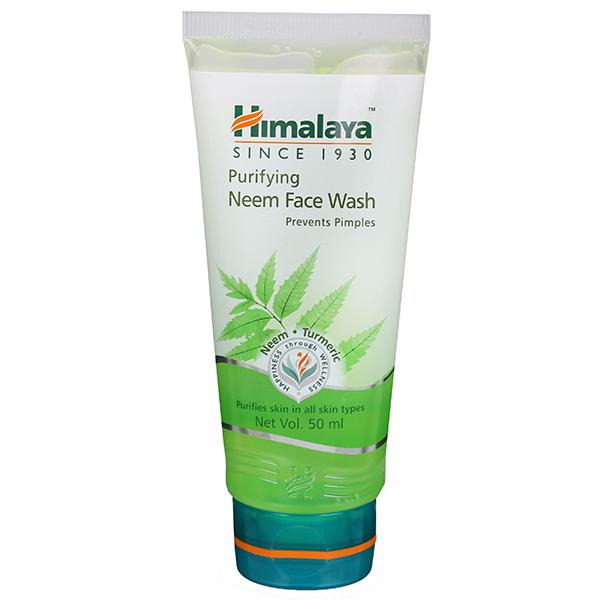 Himalaya™
SINCE 1930
Purifying
Neem Face Wash
Prevents Pimples
Neem • Turmeric
HAPPINESS through WELLNESS
Purifies skin in all skin types
Net Vol. 50 ml